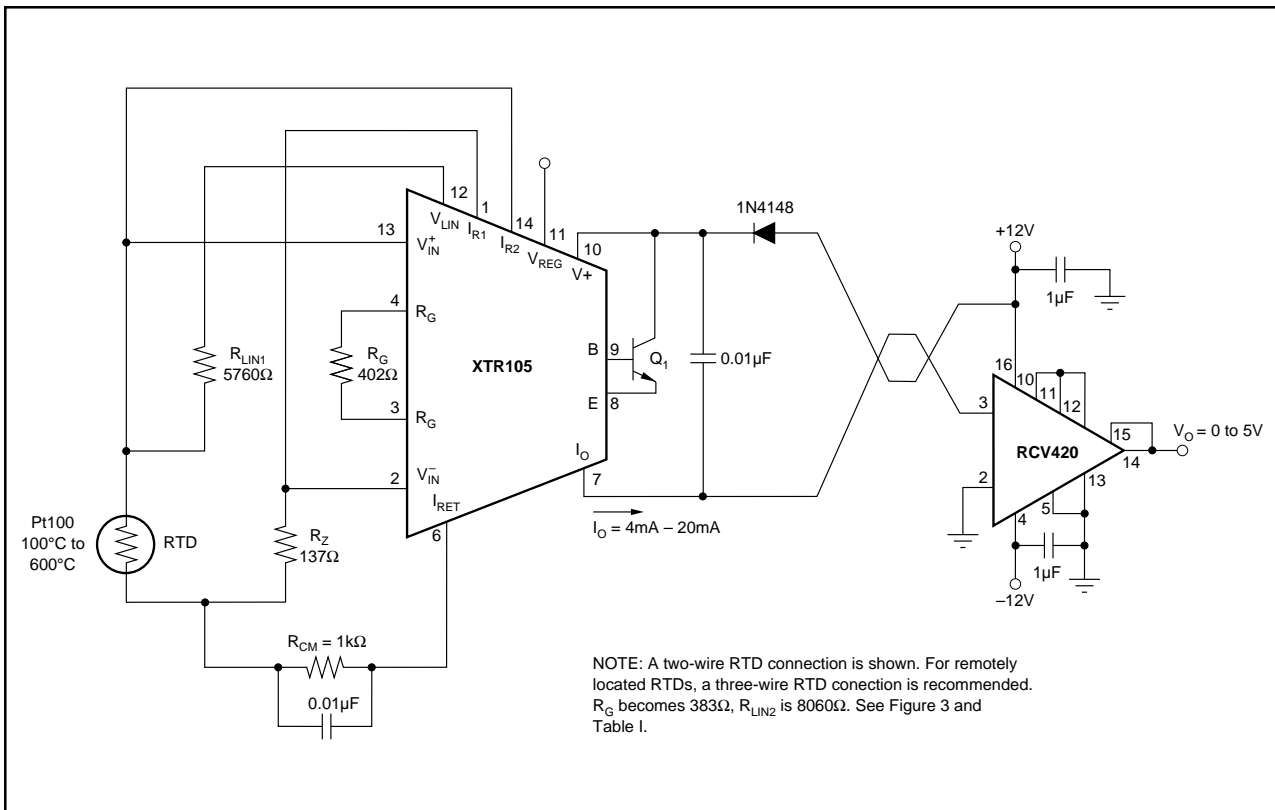 12
1
14
11
10
13
V_LIN
I_R1
I_R2
V_REG
V+
V⁺_IN
1N4148
+12V
1µF
4
R_G
R_LIN1
5760Ω
R_G
402Ω
XTR105
B
9
Q₁
0.01µF
E
8
3
R_G
16
10
11
12
3
15
V_O = 0 to 5V
RCV420
14
2
13
5
4
I_O
7
2
V⁻_IN
I_RET
6
I_O = 4mA – 20mA
Pt100
100°C to
600°C
RTD
R_Z
137Ω
1µF
–12V
R_CM = 1kΩ
0.01µF
NOTE: A two-wire RTD connection is shown. For remotely
located RTDs, a three-wire RTD conection is recommended.
R_G becomes 383Ω, R_LIN2 is 8060Ω. See Figure 3 and
Table I.